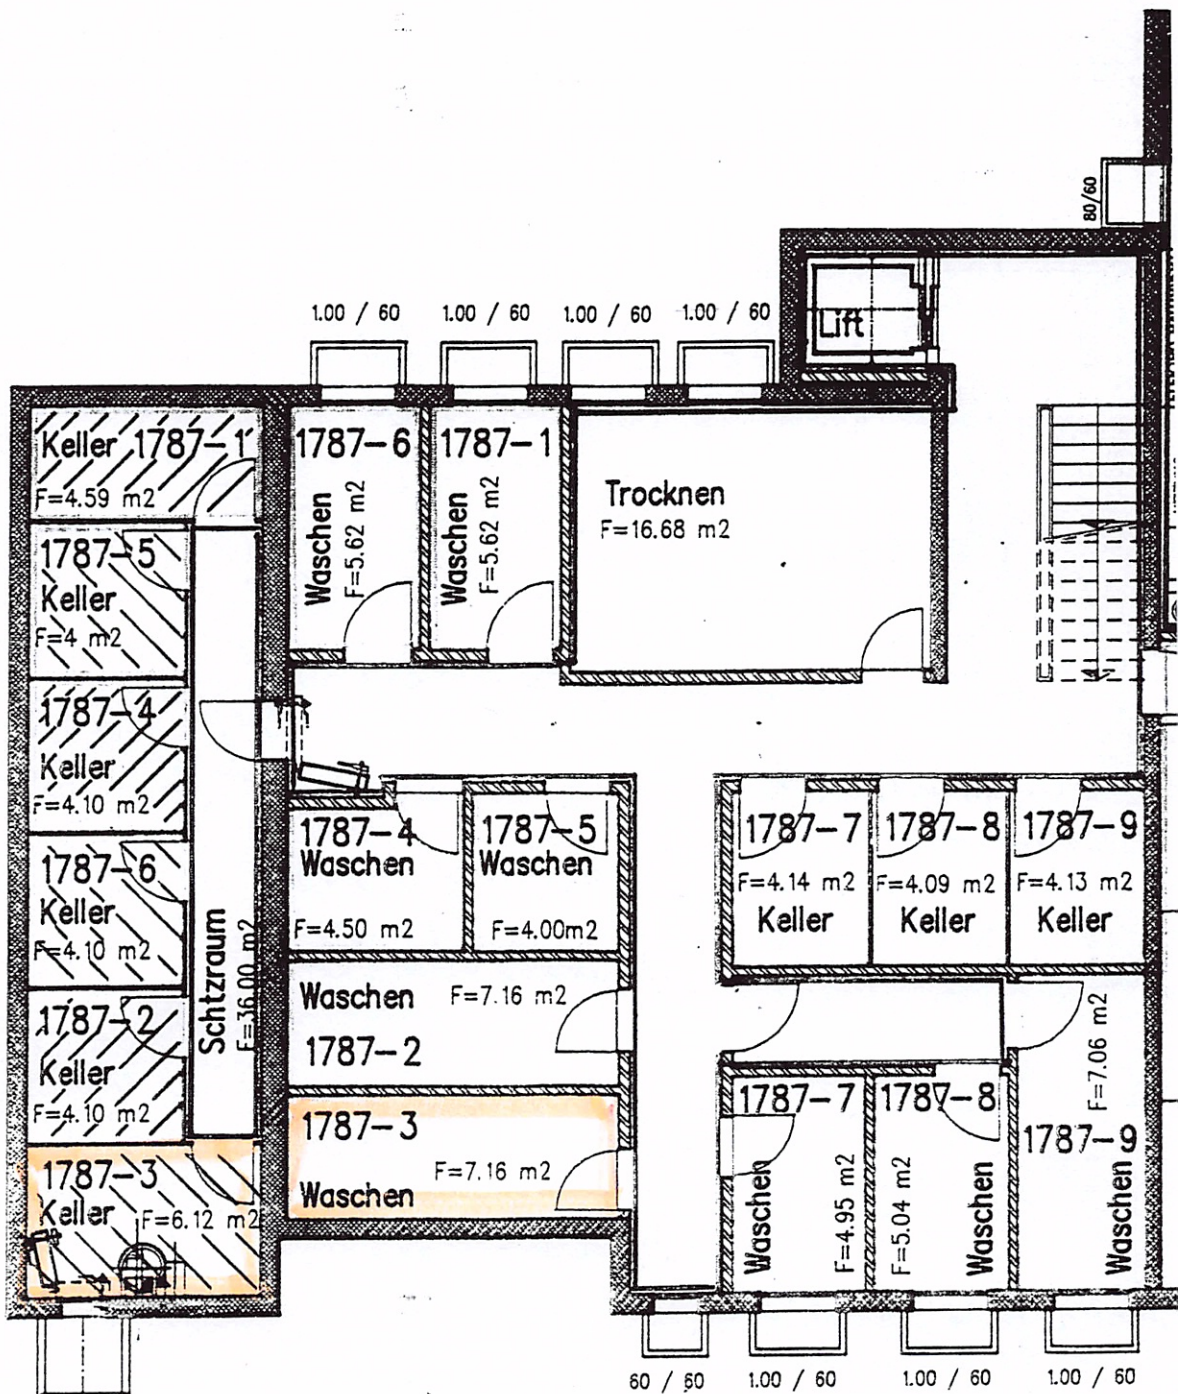 80/60
1.00 / 60
1.00 / 60
1.00 / 60
1.00 / 60
Lift
Keller 1787-1
F=4.59 m2
1787-6
Waschen
F=5.62 m2
1787-1
Waschen
F=5.62 m2
Trocknen
F=16.68 m2
1787-5
Keller
F=4 m2
1787-4
Keller
F=4.10 m2
1787-6
Keller
F=4.10 m2
1787-2
Keller
F=4.10 m2
1787-3
Keller
F=6.12 m2
Schtzraum
F=36.00 m2
1787-4
Waschen
F=4.50 m2
1787-5
Waschen
F=4.00m2
Waschen
F=7.16 m2
1787-2
1787-3
F=7.16 m2
Waschen
1787-7
F=4.14 m2
Keller
1787-8
F=4.09 m2
Keller
1787-9
F=4.13 m2
Keller
1787-7
Waschen
F=4.95 m2
1787-8
F=5.04 m2
Waschen
F=7.06 m2
1787-9
Waschen
60 / 60
1.00 / 60
1.00 / 60
1.00 / 60